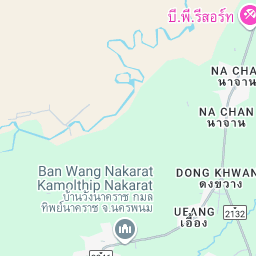 บี.พี.รีสอร์ท
NA CHAN
นาจาน
NA CHAN
นาจาน
Ban Wang Nakarat
Kamolthip Nakarat
บ้านวังนาคราช กมล
ทิพย์นาคราช จ.นครพนม
DONG KHWANG
ดงขวาง
UEANG
เอื้อง
2132